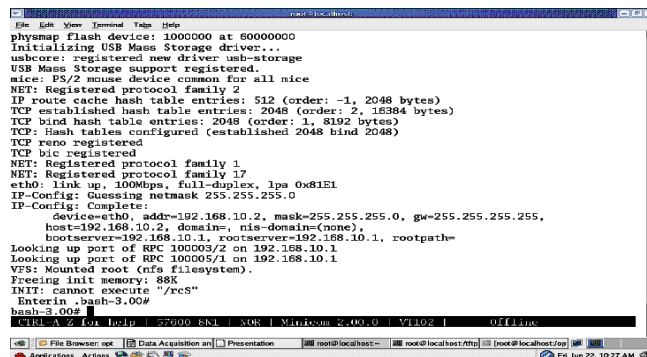 root@localhost:~
File Edit View Terminal Tabs Help
physmap flash device: 1000000 at 60000000
Initializing USB Mass Storage driver...
usbcore: registered new driver usb-storage
USB Mass Storage support registered.
mice: PS/2 mouse device common for all mice
NET: Registered protocol family 2
IP route cache hash table entries: 512 (order: -1, 2048 bytes)
TCP established hash table entries: 2048 (order: 2, 16384 bytes)
TCP bind hash table entries: 2048 (order: 1, 8192 bytes)
TCP: Hash tables configured (established 2048 bind 2048)
TCP reno registered
TCP bic registered
NET: Registered protocol family 1
NET: Registered protocol family 17
eth0: link up, 100Mbps, full-duplex, lpa 0x81E1
IP-Config: Guessing netmask 255.255.255.0
IP-Config: Complete:
device=eth0, addr=192.168.10.2, mask=255.255.255.0, gw=255.255.255.255,
host=192.168.10.2, domain=, nis-domain=(none),
bootserver=192.168.10.1, rootserver=192.168.10.1, rootpath=
Looking up port of RPC 100003/2 on 192.168.10.1
Looking up port of RPC 100005/1 on 192.168.10.1
VFS: Mounted root (nfs filesystem).
Freeing init memory: 88K
INIT: cannot execute "/rcS"
Enterin .bash-3.00#
bash-3.00#
CTRL-A Z for help | 57600 8N1 | NOR | Minicom 2.00.0 | VT102 | Offline
File Browser: opt Data Acquisition an Presentation root@localhost:~ root@localhost:/tftp [root@localhost:/op
Applications Actions Fri Jun 22, 10:27 AM